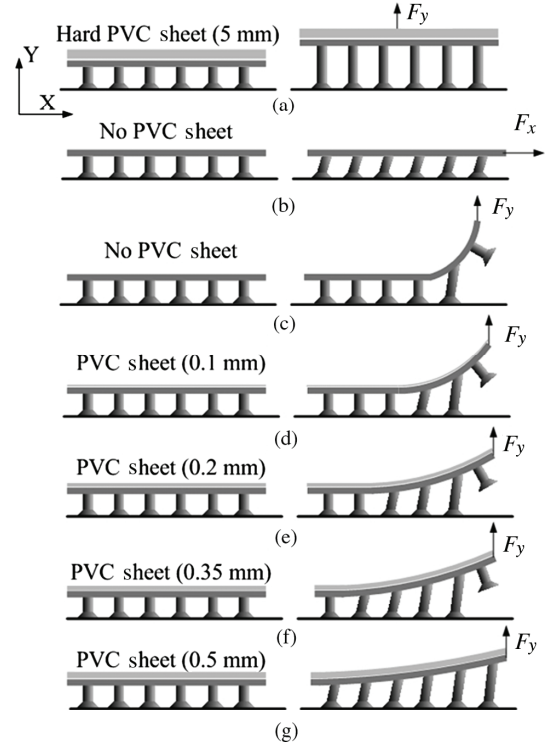 Hard PVC sheet (5 mm)
Fy
Y
X
(a)
No PVC sheet
Fx
(b)
No PVC sheet
Fy
(c)
PVC sheet (0.1 mm)
Fy
(d)
PVC sheet (0.2 mm)
Fy
(e)
PVC sheet (0.35 mm)
Fy
(f)
PVC sheet (0.5 mm)
Fy
(g)